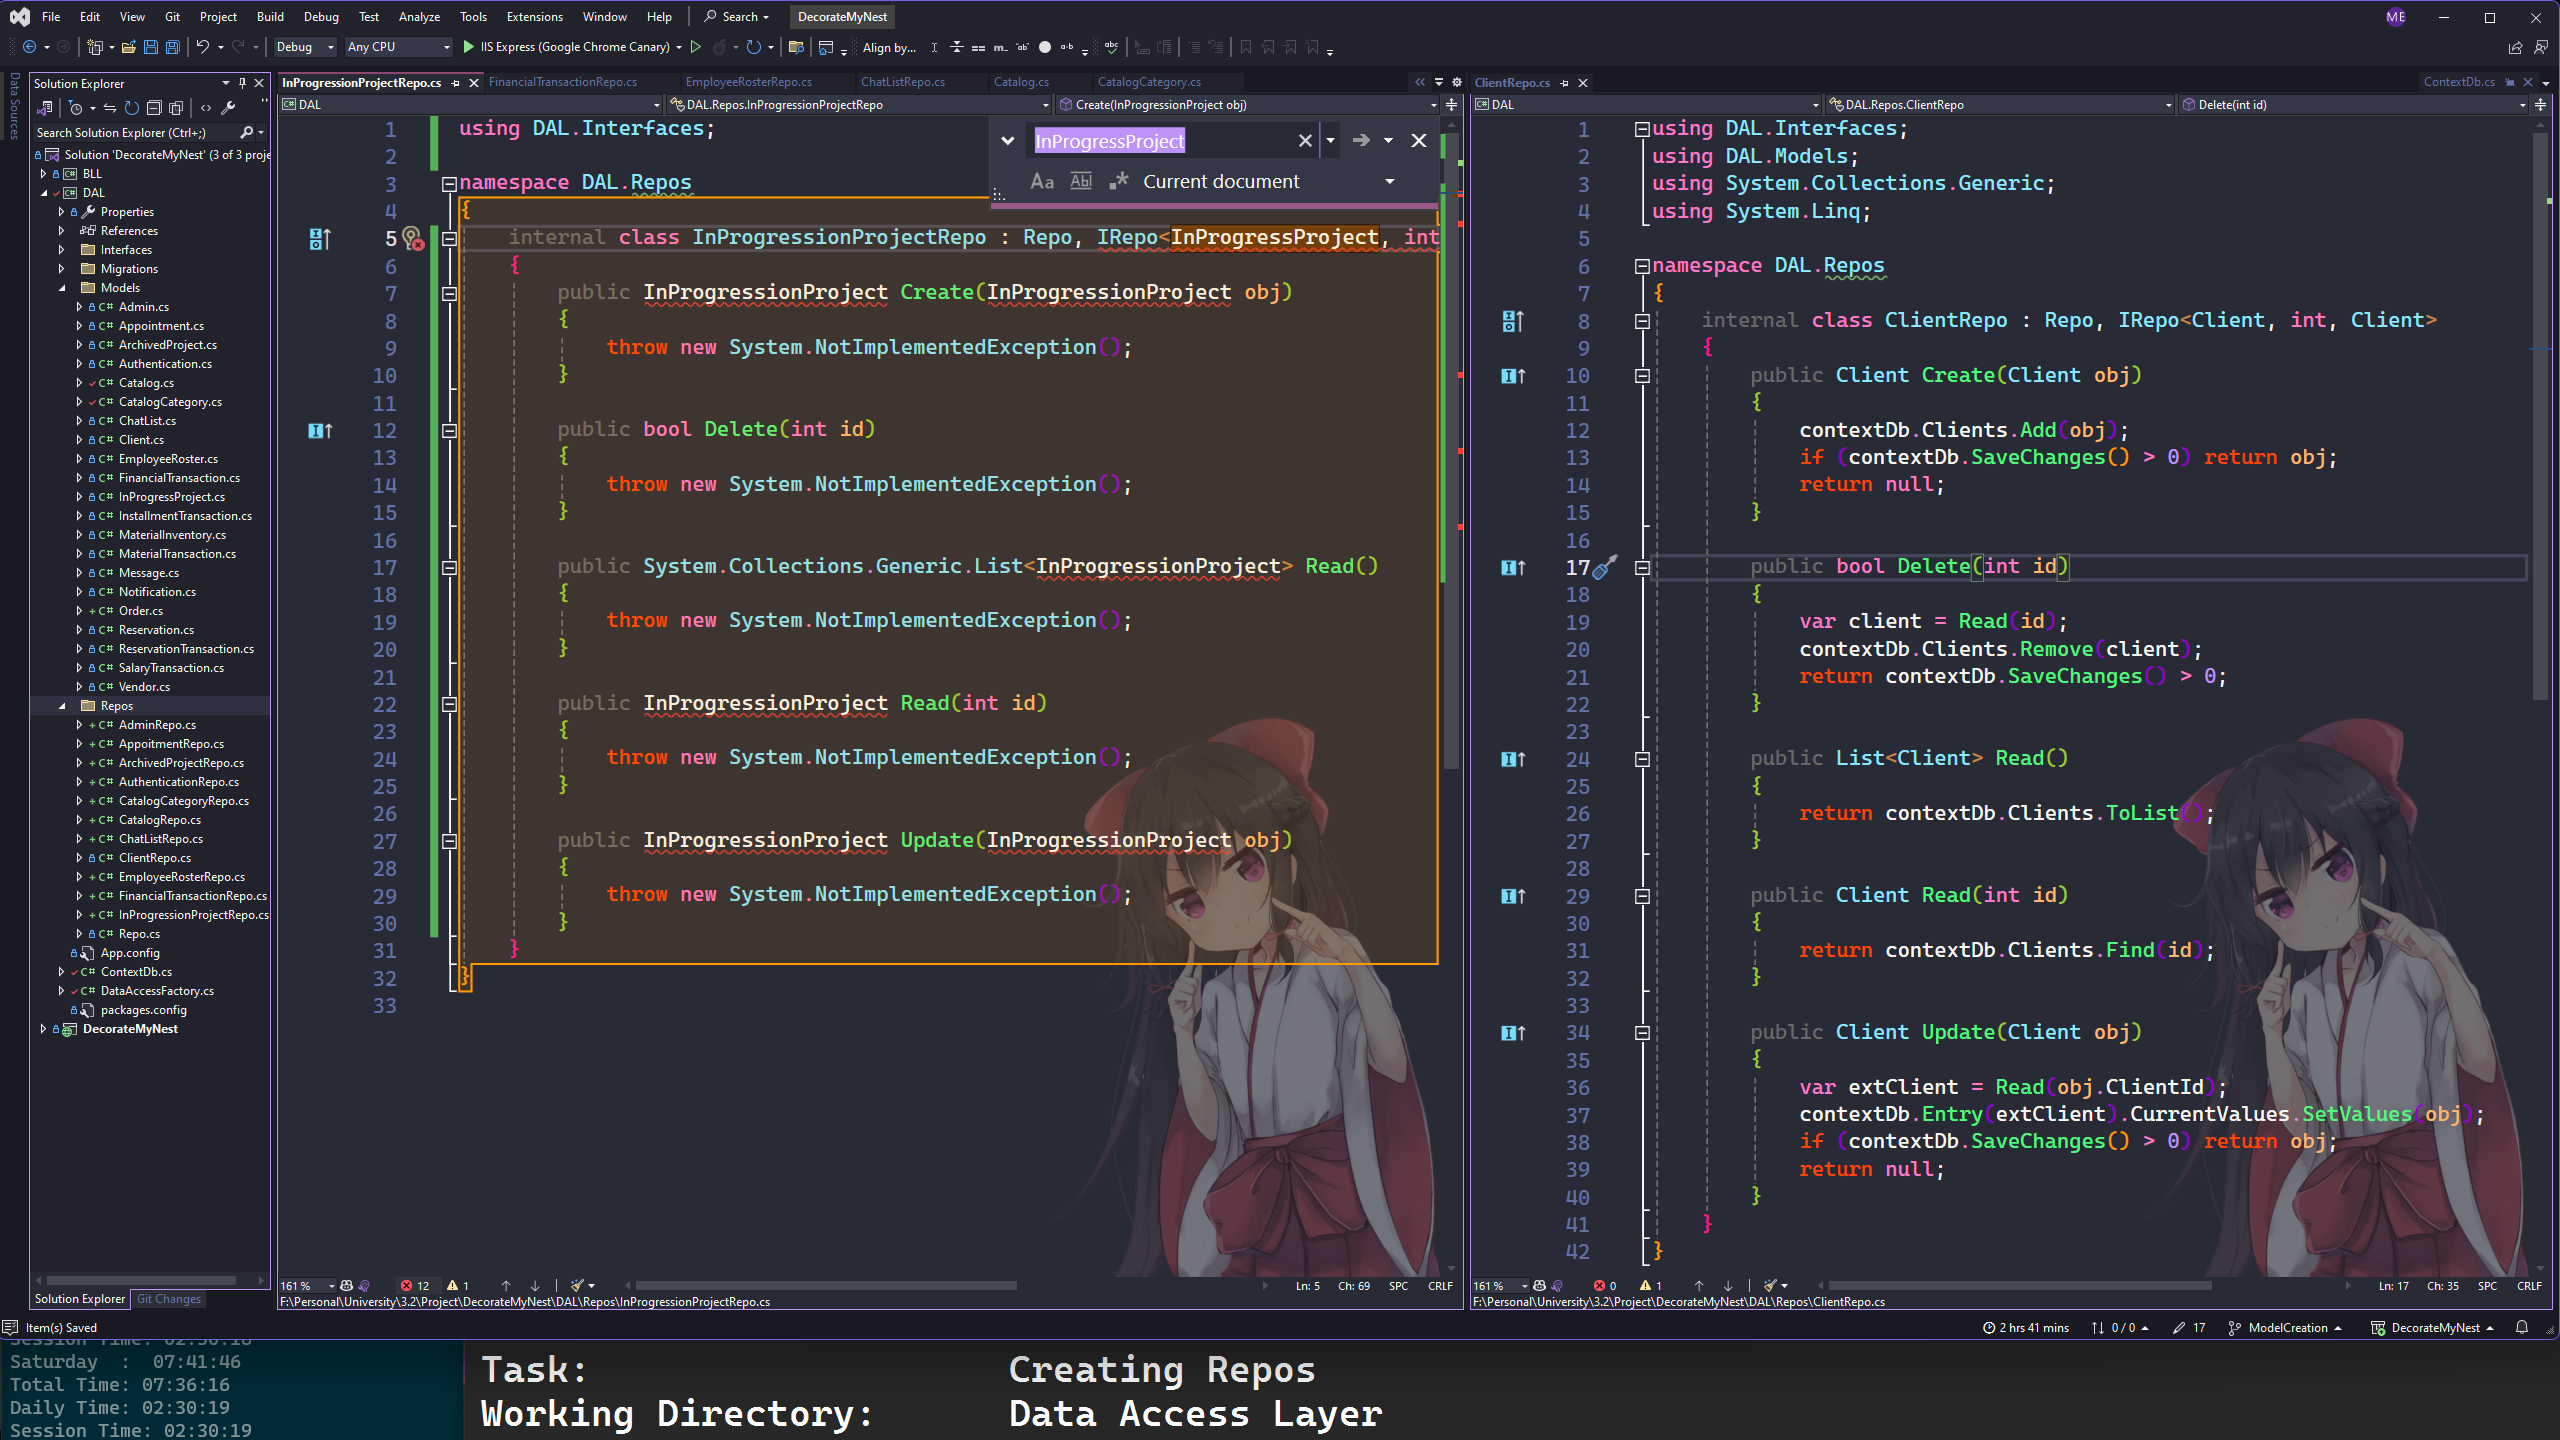 File Edit View Git Project Build Debug Test Analyze Tools Extensions Window Help Search DecorateMyNest ME
Debug Any CPU IIS Express (Google Chrome Canary) Align by...
Data Sources
Solution Explorer
Search Solution Explorer (Ctrl+;)
Solution 'DecorateMyNest' (3 of 3 proje
BLL
DAL
Properties
References
Interfaces
Migrations
Models
C# Admin.cs
C# Appointment.cs
C# ArchivedProject.cs
C# Authentication.cs
C# Catalog.cs
C# CatalogCategory.cs
C# ChatList.cs
C# Client.cs
C# EmployeeRoster.cs
C# FinancialTransaction.cs
C# InProgressProject.cs
C# InstallmentTransaction.cs
C# MaterialInventory.cs
C# MaterialTransaction.cs
C# Message.cs
C# Notification.cs
C# Order.cs
C# Reservation.cs
C# ReservationTransaction.cs
C# SalaryTransaction.cs
C# Vendor.cs
Repos
C# AdminRepo.cs
C# AppoitmentRepo.cs
C# ArchivedProjectRepo.cs
C# AuthenticationRepo.cs
C# CatalogCategoryRepo.cs
C# CatalogRepo.cs
C# ChatListRepo.cs
C# ClientRepo.cs
C# EmployeeRosterRepo.cs
C# FinancialTransactionRepo.cs
C# InProgressionProjectRepo.cs
C# Repo.cs
App.config
C# ContextDb.cs
C# DataAccessFactory.cs
packages.config
DecorateMyNest
Solution Explorer Git Changes
InProgressionProjectRepo.cs FinancialTransactionRepo.cs EmployeeRosterRepo.cs ChatListRepo.cs Catalog.cs CatalogCategory.cs
DAL DAL.Repos.InProgressionProjectRepo Create(InProgressionProject obj)
InProgressProject
Aa Abl .* Current document
1 using DAL.Interfaces;
2
3 namespace DAL.Repos
4 {
5 internal class InProgressionProjectRepo : Repo, IRepo<InProgressProject, int
6 {
7 public InProgressionProject Create(InProgressionProject obj)
8 {
9 throw new System.NotImplementedException();
10 }
11
12 public bool Delete(int id)
13 {
14 throw new System.NotImplementedException();
15 }
16
17 public System.Collections.Generic.List<InProgressionProject> Read()
18 {
19 throw new System.NotImplementedException();
20 }
21
22 public InProgressionProject Read(int id)
23 {
24 throw new System.NotImplementedException();
25 }
26
27 public InProgressionProject Update(InProgressionProject obj)
28 {
29 throw new System.NotImplementedException();
30 }
31 }
32 }
33
161 % 12 1 Ln: 5 Ch: 69 SPC CRLF
F:\Personal\University\3.2\Project\DecorateMyNest\DAL\Repos\InProgressionProjectRepo.cs
ClientRepo.cs ContextDb.cs
DAL DAL.Repos.ClientRepo Delete(int id)
1 using DAL.Interfaces;
2 using DAL.Models;
3 using System.Collections.Generic;
4 using System.Linq;
5
6 namespace DAL.Repos
7 {
8 internal class ClientRepo : Repo, IRepo<Client, int, Client>
9 {
10 public Client Create(Client obj)
11 {
12 contextDb.Clients.Add(obj);
13 if (contextDb.SaveChanges() > 0) return obj;
14 return null;
15 }
16
17 public bool Delete(int id)
18 {
19 var client = Read(id);
20 contextDb.Clients.Remove(client);
21 return contextDb.SaveChanges() > 0;
22 }
23
24 public List<Client> Read()
25 {
26 return contextDb.Clients.ToList();
27 }
28
29 public Client Read(int id)
30 {
31 return contextDb.Clients.Find(id);
32 }
33
34 public Client Update(Client obj)
35 {
36 var extClient = Read(obj.ClientId);
37 contextDb.Entry(extClient).CurrentValues.SetValues(obj);
38 if (contextDb.SaveChanges() > 0) return obj;
39 return null;
40 }
41 }
42 }
161 % 0 1 Ln: 17 Ch: 35 SPC CRLF
F:\Personal\University\3.2\Project\DecorateMyNest\DAL\Repos\ClientRepo.cs
Item(s) Saved 2 hrs 41 mins 0 / 0 17 ModelCreation DecorateMyNest
Session Time: 02:30:18
Saturday : 07:41:46
Total Time: 07:36:16
Daily Time: 02:30:19
Session Time: 02:30:19
Task: Creating Repos
Working Directory: Data Access Layer